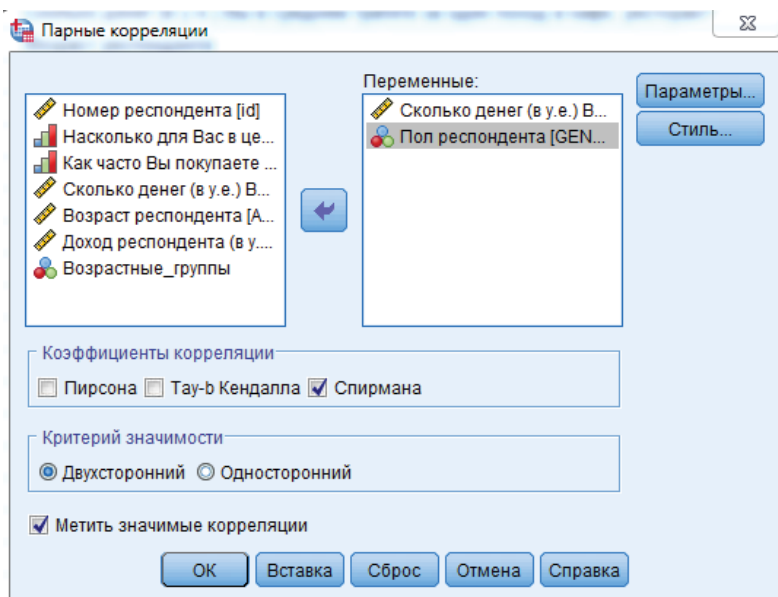 Парные корреляции
Переменные:
Номер респондента [id]
Насколько для Вас в це...
Как часто Вы покупаете ...
Сколько денег (в у.е.) В...
Возраст респондента [А...
Доход респондента (в у....
Возрастные_группы
Сколько денег (в у.е.) В...
Пол респондента [GEN...
Параметры...
Стиль...
Коэффициенты корреляции
Пирсона Тау-b Кендалла Спирмана
Критерий значимости
Двухсторонний Односторонний
Метить значимые корреляции
ОК Вставка Сброс Отмена Справка